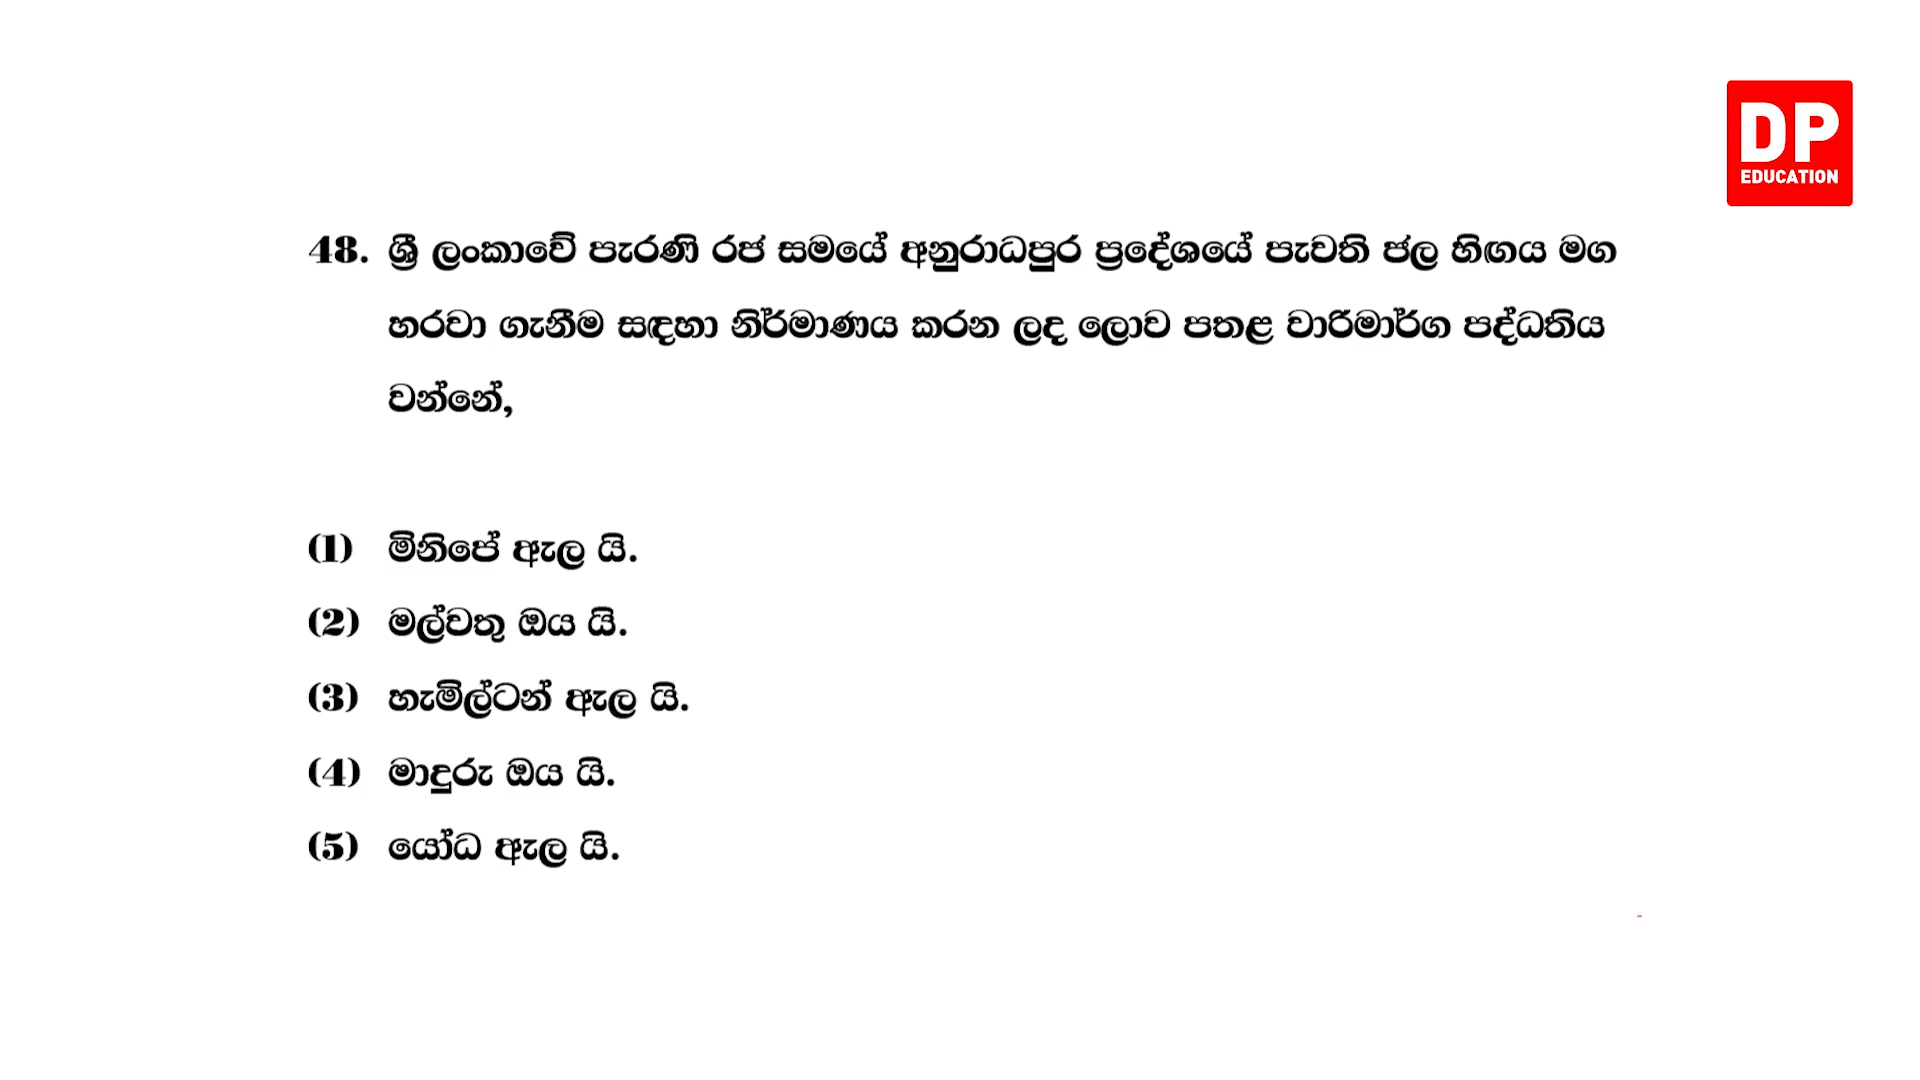 DP
EDUCATION
48. ශ්‍රී ලංකාවේ පැරණි රජ සමයේ අනුරාධපුර ප්‍රදේශයේ පැවති ජල හිඟය මග
හරවා ගැනීම සඳහා නිර්මාණය කරන ලද ලොව පතළ වාරිමාර්ග පද්ධතිය
වන්නේ,
(1) මිනිපේ ඇල යි.
(2) මල්වතු ඔය යි.
(3) හැමිල්ටන් ඇල යි.
(4) මාදුරු ඔය යි.
(5) යෝධ ඇල යි.